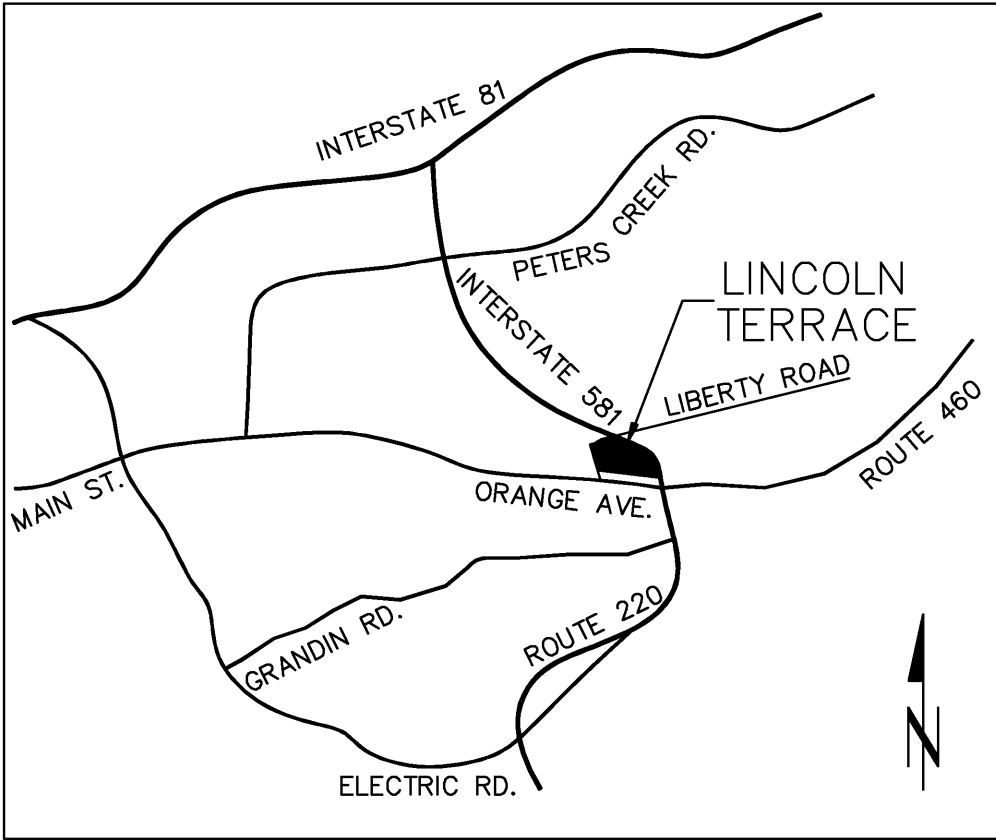 INTERSTATE 81
PETERS CREEK RD.
INTERSTATE 581
LINCOLN
TERRACE
LIBERTY ROAD
ROUTE 460
MAIN ST.
ORANGE AVE.
GRANDIN RD.
ROUTE 220
ELECTRIC RD.
N